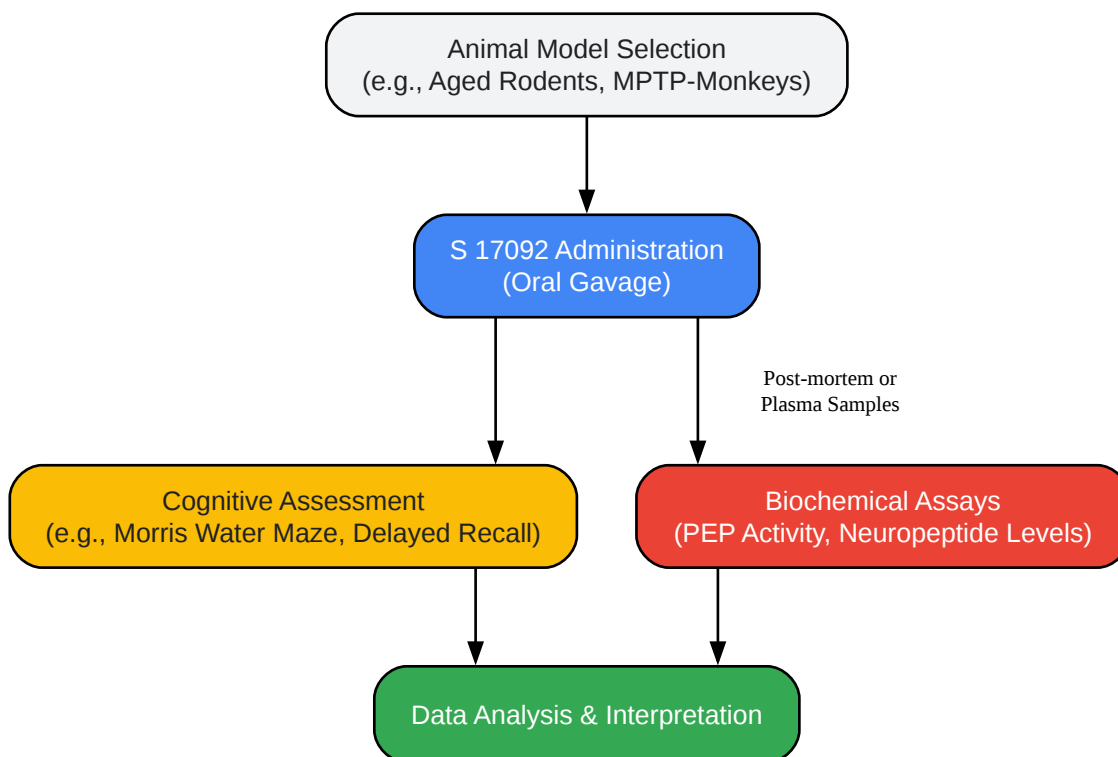 Animal Model Selection
(e.g., Aged Rodents, MPTP-Monkeys)
S 17092 Administration
(Oral Gavage)
Post-mortem or
Plasma Samples
Cognitive Assessment
(e.g., Morris Water Maze, Delayed Recall)
Biochemical Assays
(PEP Activity, Neuropeptide Levels)
Data Analysis & Interpretation